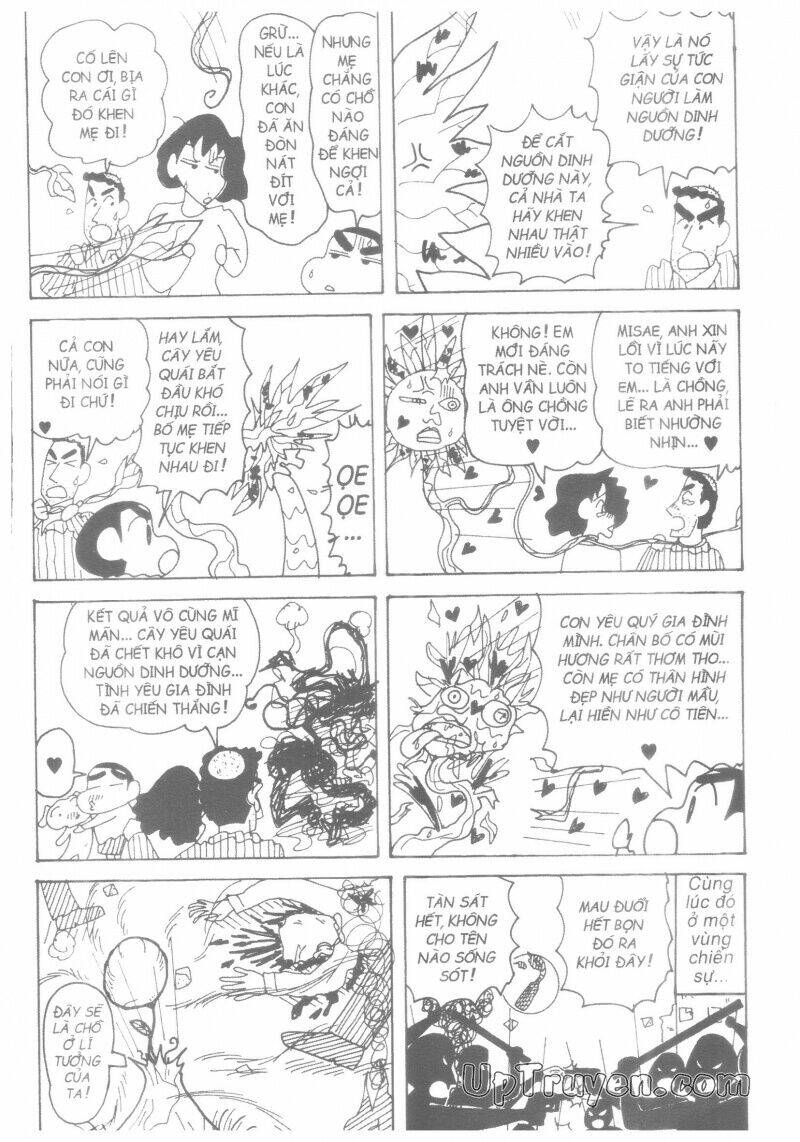 VẬY LÀ NÓ
LẤY SỰ TỨC
GIẬN CỦA CON
NGƯỜI LÀM
NGUỒN DINH
DƯỠNG!
ĐỂ CẮT
NGUỒN DINH
DƯỠNG NÀY,
CẢ NHÀ TA
HÃY KHEN
NHAU THẬT
NHIỀU VÀO!
NHƯNG
MẸ
CHẲNG
CÓ CHỖ
NÀO
ĐÁNG
ĐỂ KHEN
NGỢI
CẢ!
GRỪ...
NẾU LÀ
LÚC
KHÁC,
CON
ĐÃ ĂN
ĐÒN
NÁT
ĐÍT
VỚI
MẸ!
CỐ LÊN
CON ƠI, BỊA
RA CÁI GÌ
ĐÓ KHEN
MẸ ĐI!
MISAE, ANH XIN
LỖI VÌ LÚC NÃY
TO TIẾNG VỚI
EM... LÀ CHỒNG,
LẼ RA ANH PHẢI
BIẾT NHƯỜNG
NHỊN...
KHÔNG! EM
MỚI ĐÁNG
TRÁCH NÈ. CÒN
ANH VẪN LUÔN
LÀ ÔNG CHỒNG
TUYỆT VỜI...
HAY LẮM,
CÂY YÊU
QUÁI BẮT
ĐẦU KHÓ
CHỊU RỒI...
BỐ MẸ TIẾP
TỤC KHEN
NHAU ĐI!
ỌE
ỌE
...
CẢ CON
NỮA, CŨNG
PHẢI NÓI GÌ
ĐI CHỨ!
CON YÊU QUÝ GIA ĐÌNH
MÌNH. CHÂN BỐ CÓ MÙI
HƯƠNG RẤT THƠM THO...
CÒN MẸ CÓ THÂN HÌNH
ĐẸP NHƯ NGƯỜI MẪU,
LẠI HIỀN NHƯ CÔ TIÊN...
KẾT QUẢ VÔ CÙNG MĨ
MÃN... CÂY YÊU QUÁI
ĐÃ CHẾT KHÔ VÌ CẠN
NGUỒN DINH DƯỠNG...
TÌNH YÊU GIA ĐÌNH
ĐÃ CHIẾN THẮNG!
Cùng
lúc đó
ở một
vùng
chiến
sự...
MAU ĐUỔI
HẾT BỌN
ĐÓ RA
KHỎI ĐÂY!
TÀN SÁT
HẾT, KHÔNG
CHO TÊN
NÀO SỐNG
SÓT!
ĐÂY SẼ
LÀ CHỖ
Ở LÍ
TƯỞNG
CỦA
TA!
UpTruyen.com